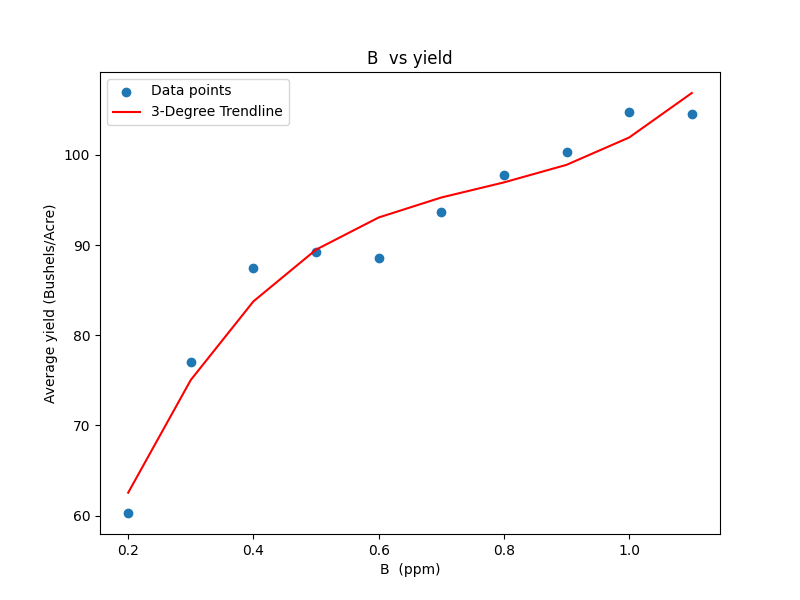 B  vs yield
Data points
3-Degree Trendline
100
90
80
70
60
Average yield (Bushels/Acre)
0.2 0.4 0.6 0.8 1.0
B  (ppm)